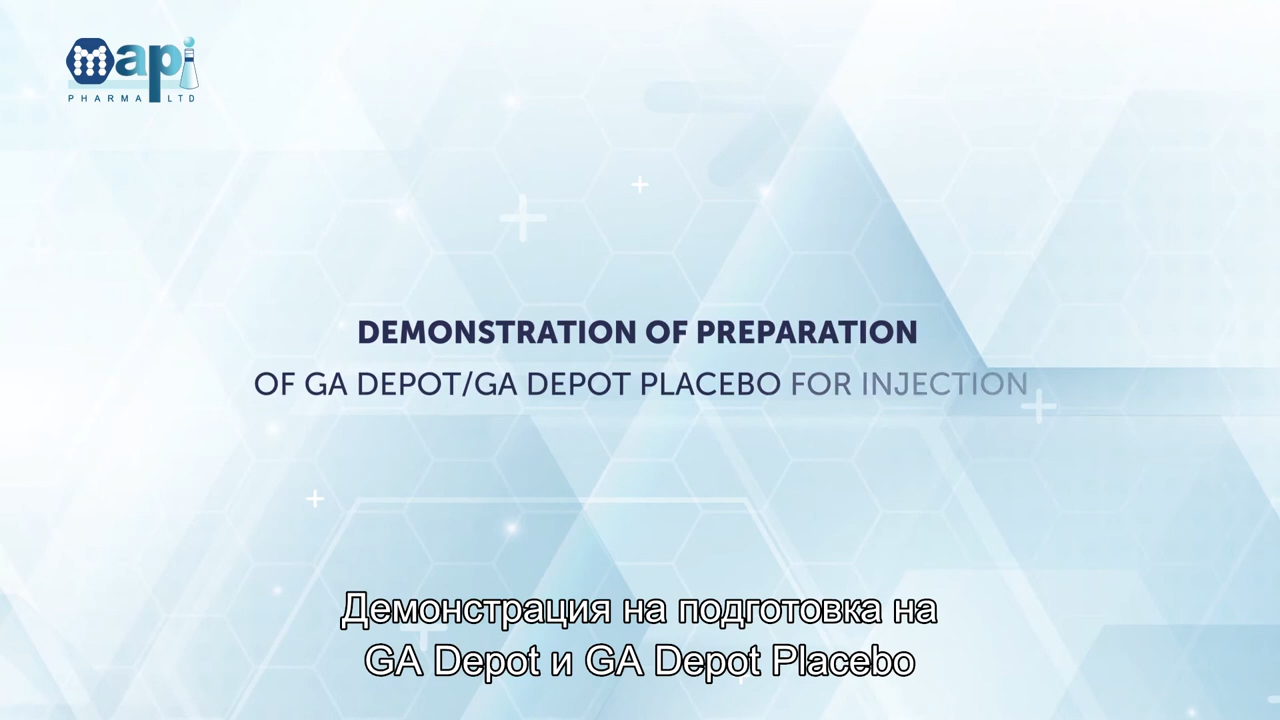 mapi
PHARMA LTD
DEMONSTRATION OF PREPARATION
OF GA DEPOT/GA DEPOT PLACEBO FOR INJECTION
Демонстрация на подготовка на
GA Depot и GA Depot Placebo